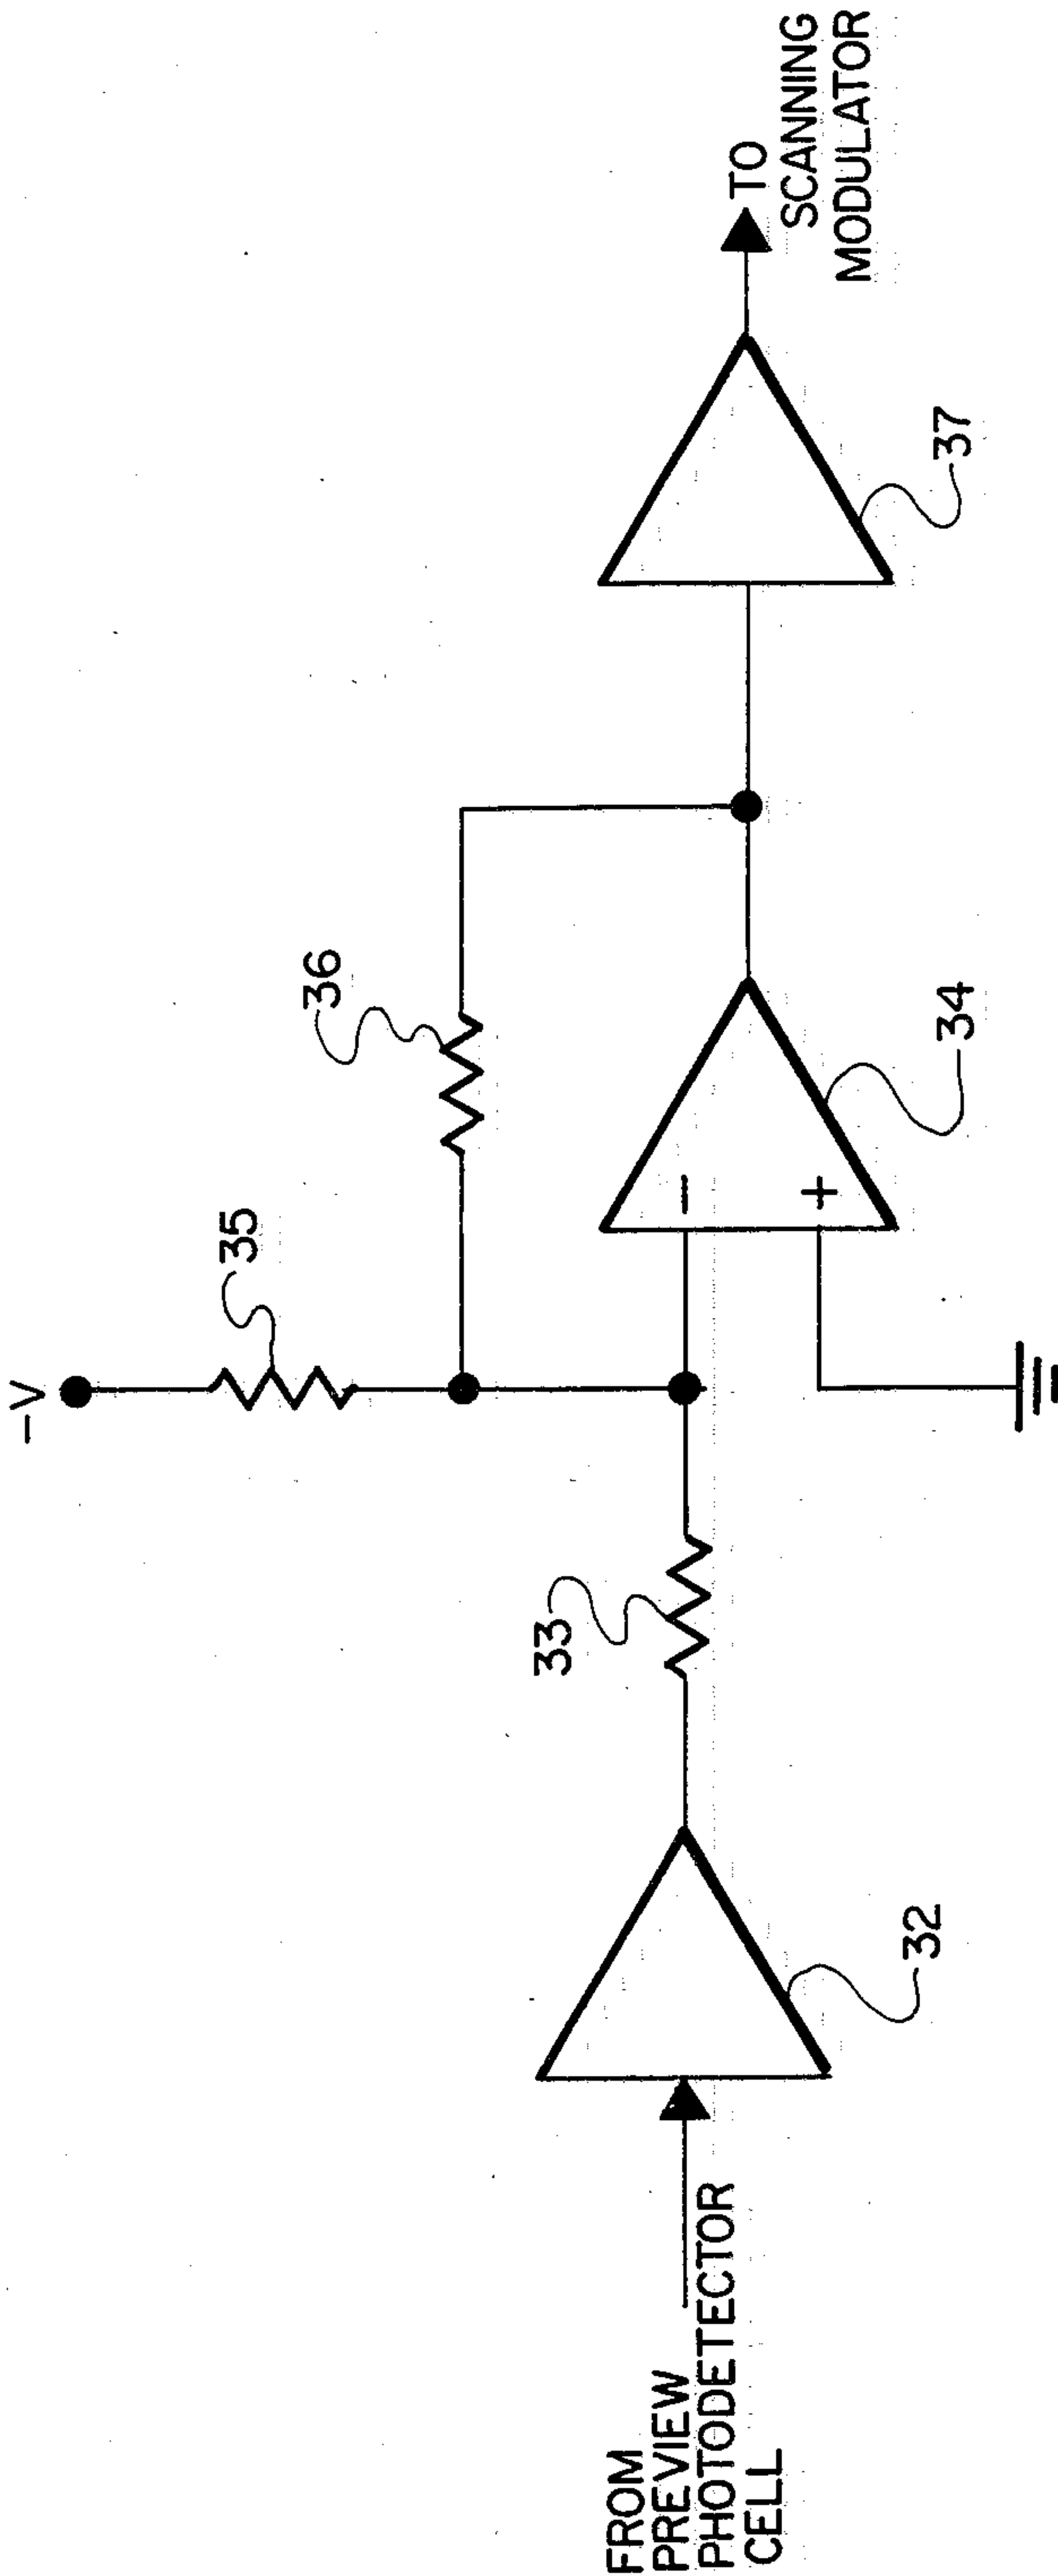 FROM
PREVIEW
PHOTODETECTOR
CELL
32
33
-V
35
36
-
+
34
37
TO
SCANNING
MODULATOR